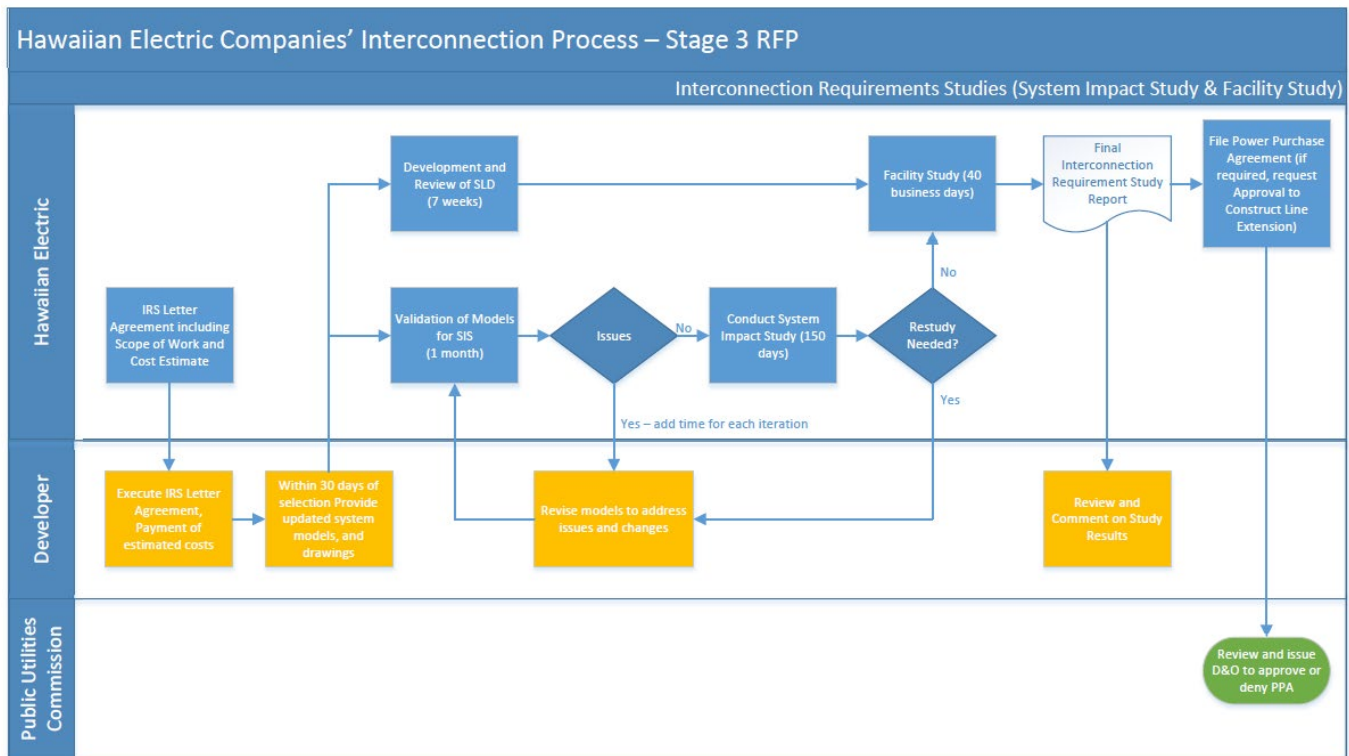 Hawaiian Electric Companies' Interconnection Process – Stage 3 RFP
Interconnection Requirements Studies (System Impact Study & Facility Study)
Hawaiian Electric
Development and
Review of SLD
(7 weeks)
Facility Study (40
business days)
Final
Interconnection
Requirement Study
Report
File Power Purchase
Agreement (if
required, request
Approval to
Construct Line
Extension)
No
IRS Letter
Agreement including
Scope of Work and
Cost Estimate
Validation of Models
for SIS
(1 month)
Issues
No
Conduct System
Impact Study (150
days)
Restudy
Needed?
Yes – add time for each iteration
Yes
Developer
Execute IRS Letter
Agreement,
Payment of
estimated costs
Within 30 days of
selection Provide
updated system
models, and
drawings
Revise models to address
issues and changes
Review and
Comment on Study
Results
Public Utilities
Commission
Review and issue
D&O to approve or
deny PPA